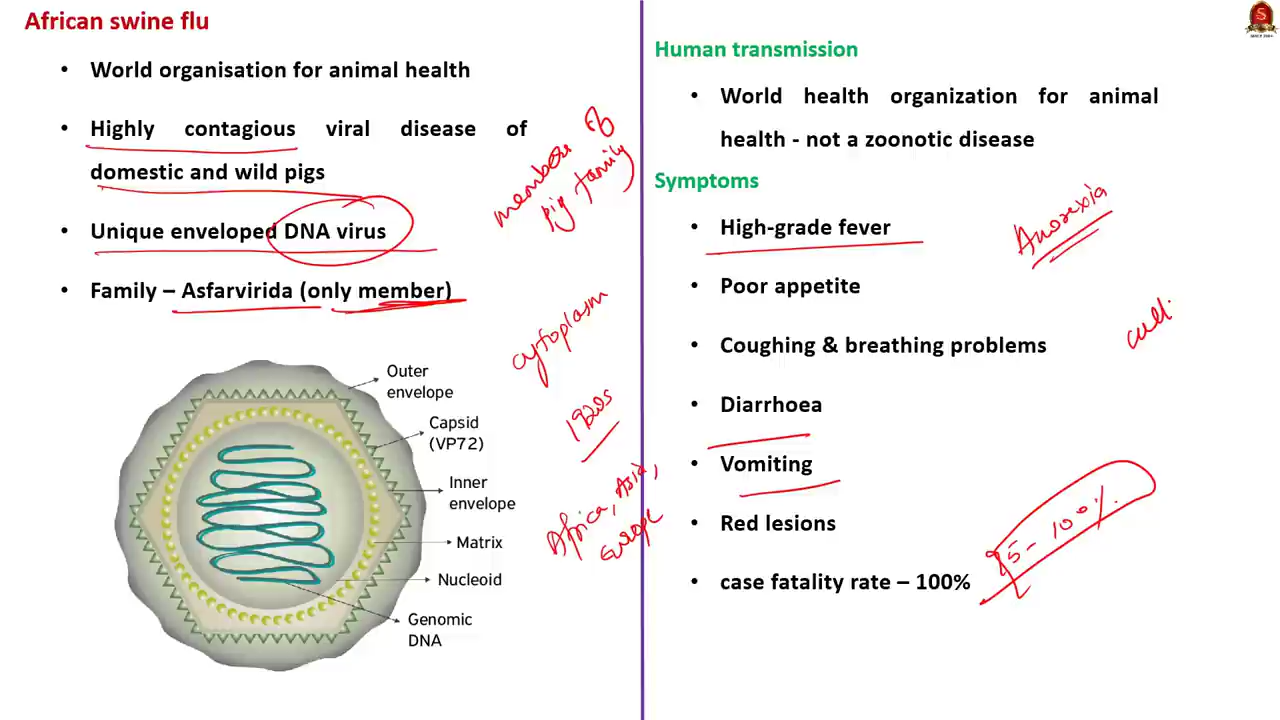 African swine flu
• World organisation for animal health
• Highly contagious viral disease of
domestic and wild pigs
• Unique enveloped DNA virus
• Family – Asfarvirida (only member)
members of
pig family
cytoplasm
1920s
Africa, Asia,
Europe
Outer
envelope
Capsid
(VP72)
Inner
envelope
Matrix
Nucleoid
Genomic
DNA
Human transmission
• World health organization for animal
health - not a zoonotic disease
Symptoms
• High-grade fever
• Poor appetite
• Coughing & breathing problems
• Diarrhoea
• Vomiting
• Red lesions
• case fatality rate – 100%
Anorexia
95 - 100%
S